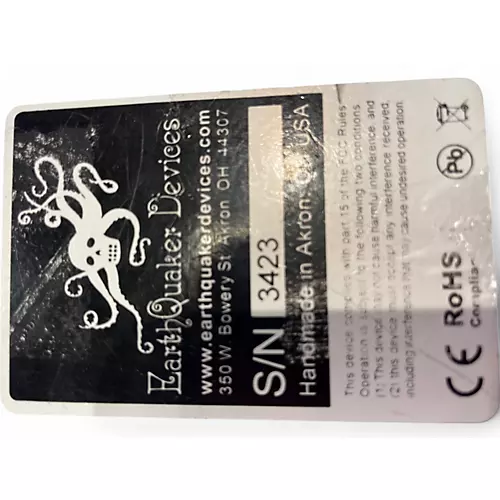 EarthQuaker Devices
www.earthquakerdevices.com
350 W. Bowery St. Akron OH 44307
S/N 3423
Handmade in Akron, OH USA
This device complies with part 15 of the FCC Rules
Operation is subject to the following two conditions
(1) This device may not cause harmful interference, and
(2) this device must accept any interference received,
including interference that may cause undesired operation.
CE RoHS Pb
Compliant